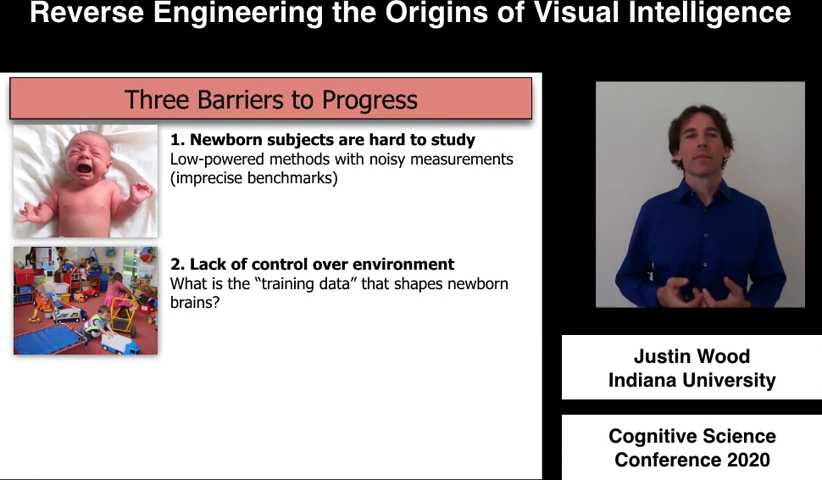 Reverse Engineering the Origins of Visual Intelligence
Three Barriers to Progress
1. Newborn subjects are hard to study
Low-powered methods with noisy measurements
(imprecise benchmarks)
2. Lack of control over environment
What is the “training data” that shapes newborn
brains?
Justin Wood
Indiana University
Cognitive Science
Conference 2020